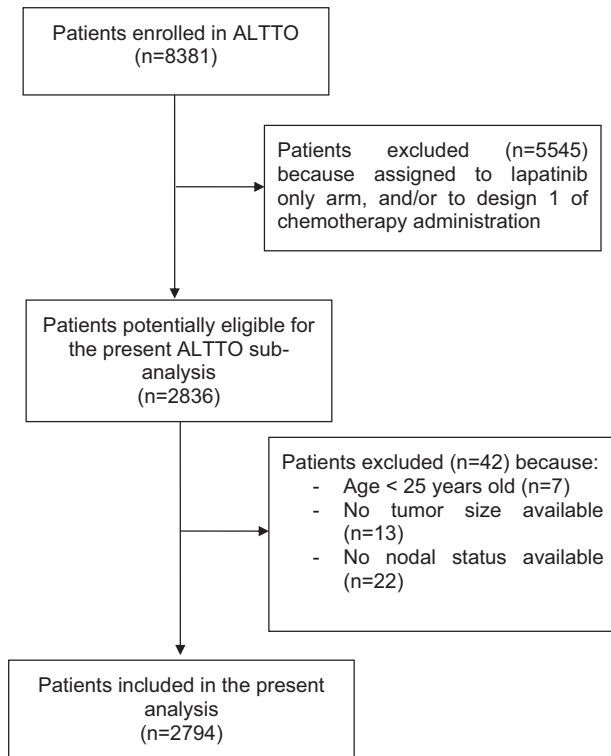 Patients enrolled in ALTTO
(n=8381)
Patients excluded (n=5545)
because assigned to lapatinib
only arm, and/or to design 1 of
chemotherapy administration
Patients potentially eligible for
the present ALTTO sub-
analysis
(n=2836)
Patients excluded (n=42) because:
- Age < 25 years old (n=7)
- No tumor size available
(n=13)
- No nodal status available
(n=22)
Patients included in the present
analysis
(n=2794)